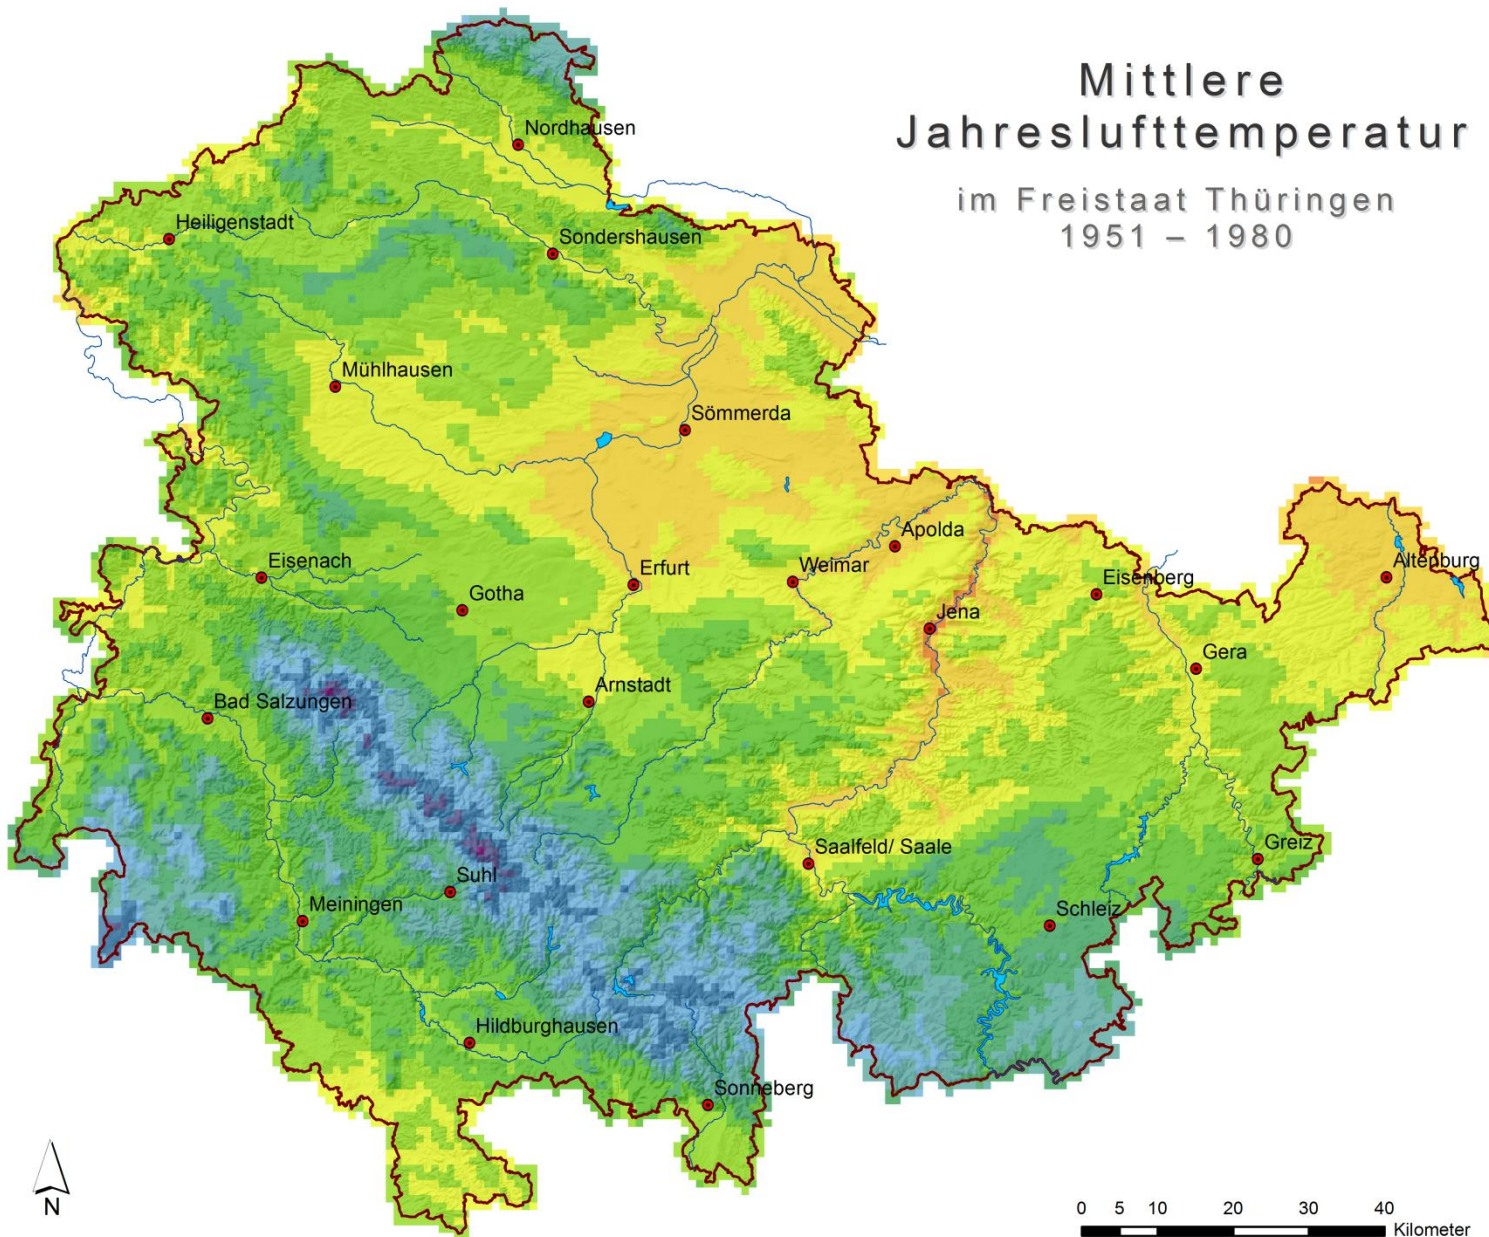 Mittlere
Jahreslufttemperatur
im Freistaat Thüringen
1951 – 1980
Nordhausen
Heiligenstadt
Sondershausen
Mühlhausen
Sömmerda
Apolda
Eisenach
Erfurt
Weimar
Eisenberg
Altenburg
Gotha
Jena
Gera
Arnstadt
Bad Salzungen
Saalfeld/ Saale
Greiz
Suhl
Meiningen
Schleiz
Hildburghausen
Sonneberg
N
0 5 10 20 30 40
Kilometer